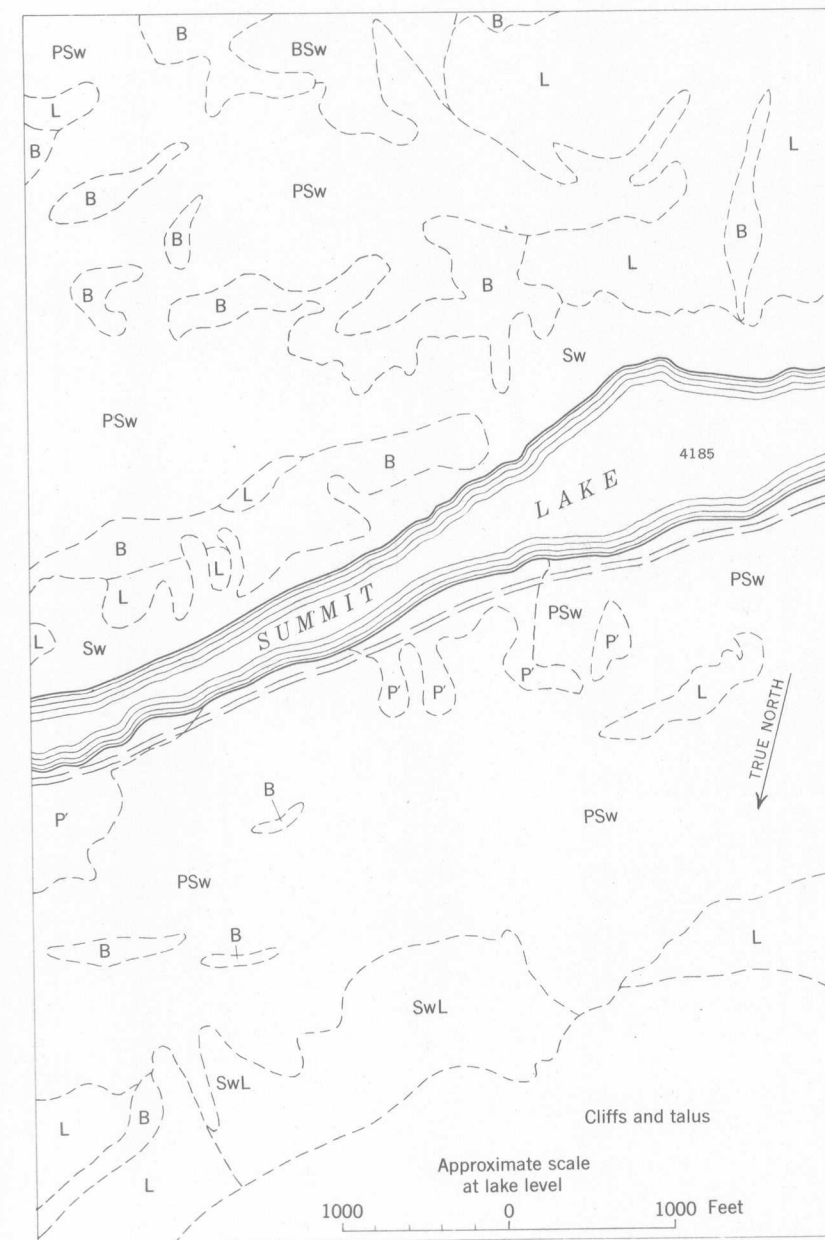 B
B
PSw
BSw
L
L
L
B
PSw
B
B
B
L
B
B
B
Sw
PSw
4185
B
LAKE
B
L
L
PSw
SUMMIT
PSw
L
Sw
P'
P'
P'
P'
L
TRUE NORTH
B
P'
PSw
PSw
B
B
L
SwL
SwL
L
B
Cliffs and talus
L
Approximate scale
at lake level
1000 0 1000 Feet